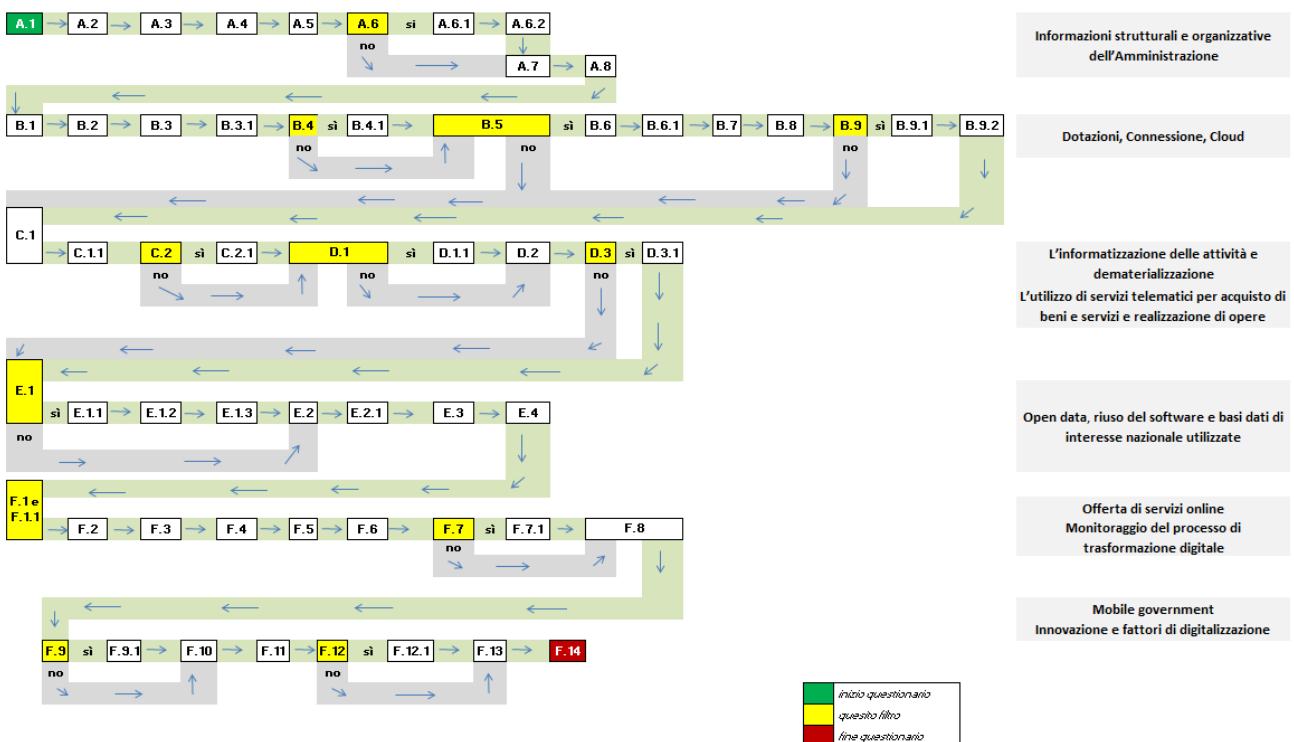 A.1 A.2 A.3 A.4 A.5 A.6 sì A.6.1 A.6.2
no
A.7 A.8
Informazioni strutturali e organizzative
dell'Amministrazione
B.1 B.2 B.3 B.3.1 B.4 sì B.4.1 B.5 sì B.6 B.6.1 B.7 B.8 B.9 sì B.9.1 B.9.2
no no no
Dotazioni, Connessione, Cloud
C.1
C.1.1 C.2 sì C.2.1 D.1 sì D.1.1 D.2 D.3 sì D.3.1
no no no
L'informatizzazione delle attività e
dematerializzazione
L'utilizzo di servizi telematici per acquisto di
beni e servizi e realizzazione di opere
E.1
sì E.1.1 E.1.2 E.1.3 E.2 E.2.1 E.3 E.4
no
Open data, riuso del software e basi dati di
interesse nazionale utilizzate
F.1 e
F.1.1
F.2 F.3 F.4 F.5 F.6 F.7 sì F.7.1 F.8
no
Offerta di servizi online
Monitoraggio del processo di
trasformazione digitale
Mobile government
Innovazione e fattori di digitalizzazione
F.9 sì F.9.1 F.10 F.11 F.12 sì F.12.1 F.13 F.14
no no
inizio questionario
quesito filtro
fine questionario